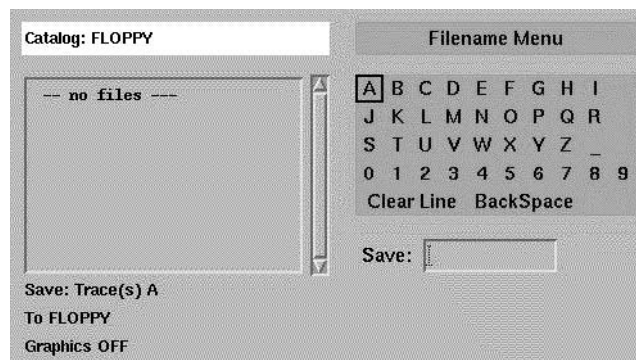 Catalog: FLOPPY
-- no files ---
Save: Trace(s) A
To FLOPPY
Graphics OFF
Filename Menu
A B C D E F G H I
J K L M N O P Q R
S T U V W X Y Z _
0 1 2 3 4 5 6 7 8 9
Clear Line BackSpace
Save: